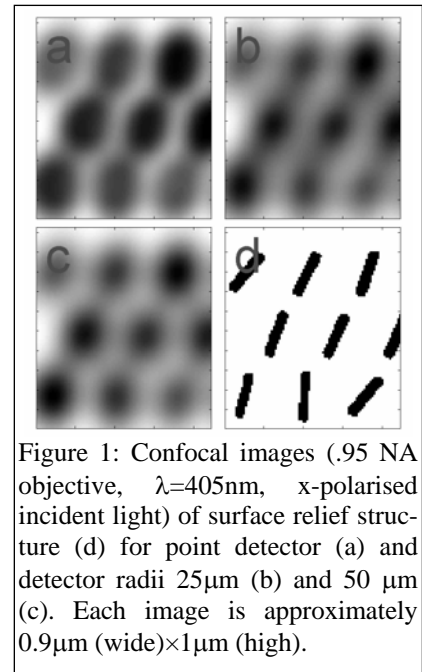 a
b
c
d
Figure 1: Confocal images (.95 NA
objective, λ=405nm, x-polarised
incident light) of surface relief struc-
ture (d) for point detector (a) and
detector radii 25μm (b) and 50 μm
(c). Each image is approximately
0.9μm (wide)×1μm (high).